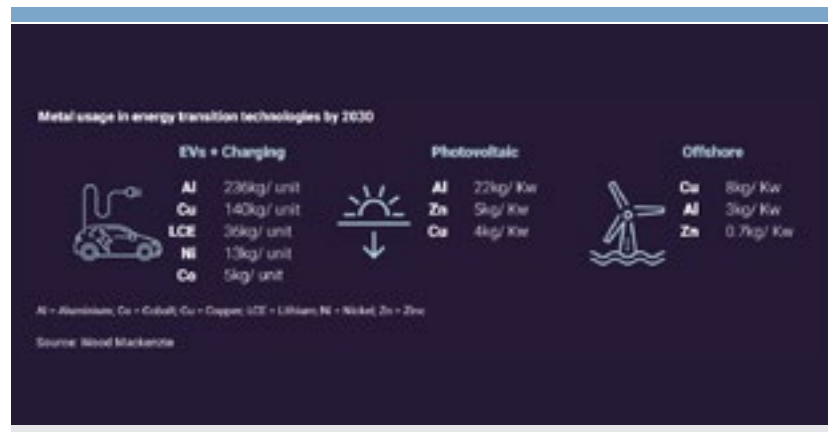 Metal usage in energy transition technologies by 2030
EVs + Charging
Al 236kg/ unit
Cu 140kg/ unit
LCE 36kg/ unit
Ni 13kg/ unit
Co 5kg/ unit
Photovoltaic
Al 22kg/ Kw
Zn 5kg/ Kw
Cu 4kg/ Kw
Offshore
Cu 8kg/ Kw
Al 3kg/ Kw
Zn 0.7kg/ Kw
Al = Aluminium; Co = Cobalt; Cu = Copper; LCE = Lithium; Ni = Nickel; Zn = Zinc
Source: Wood Mackenzie